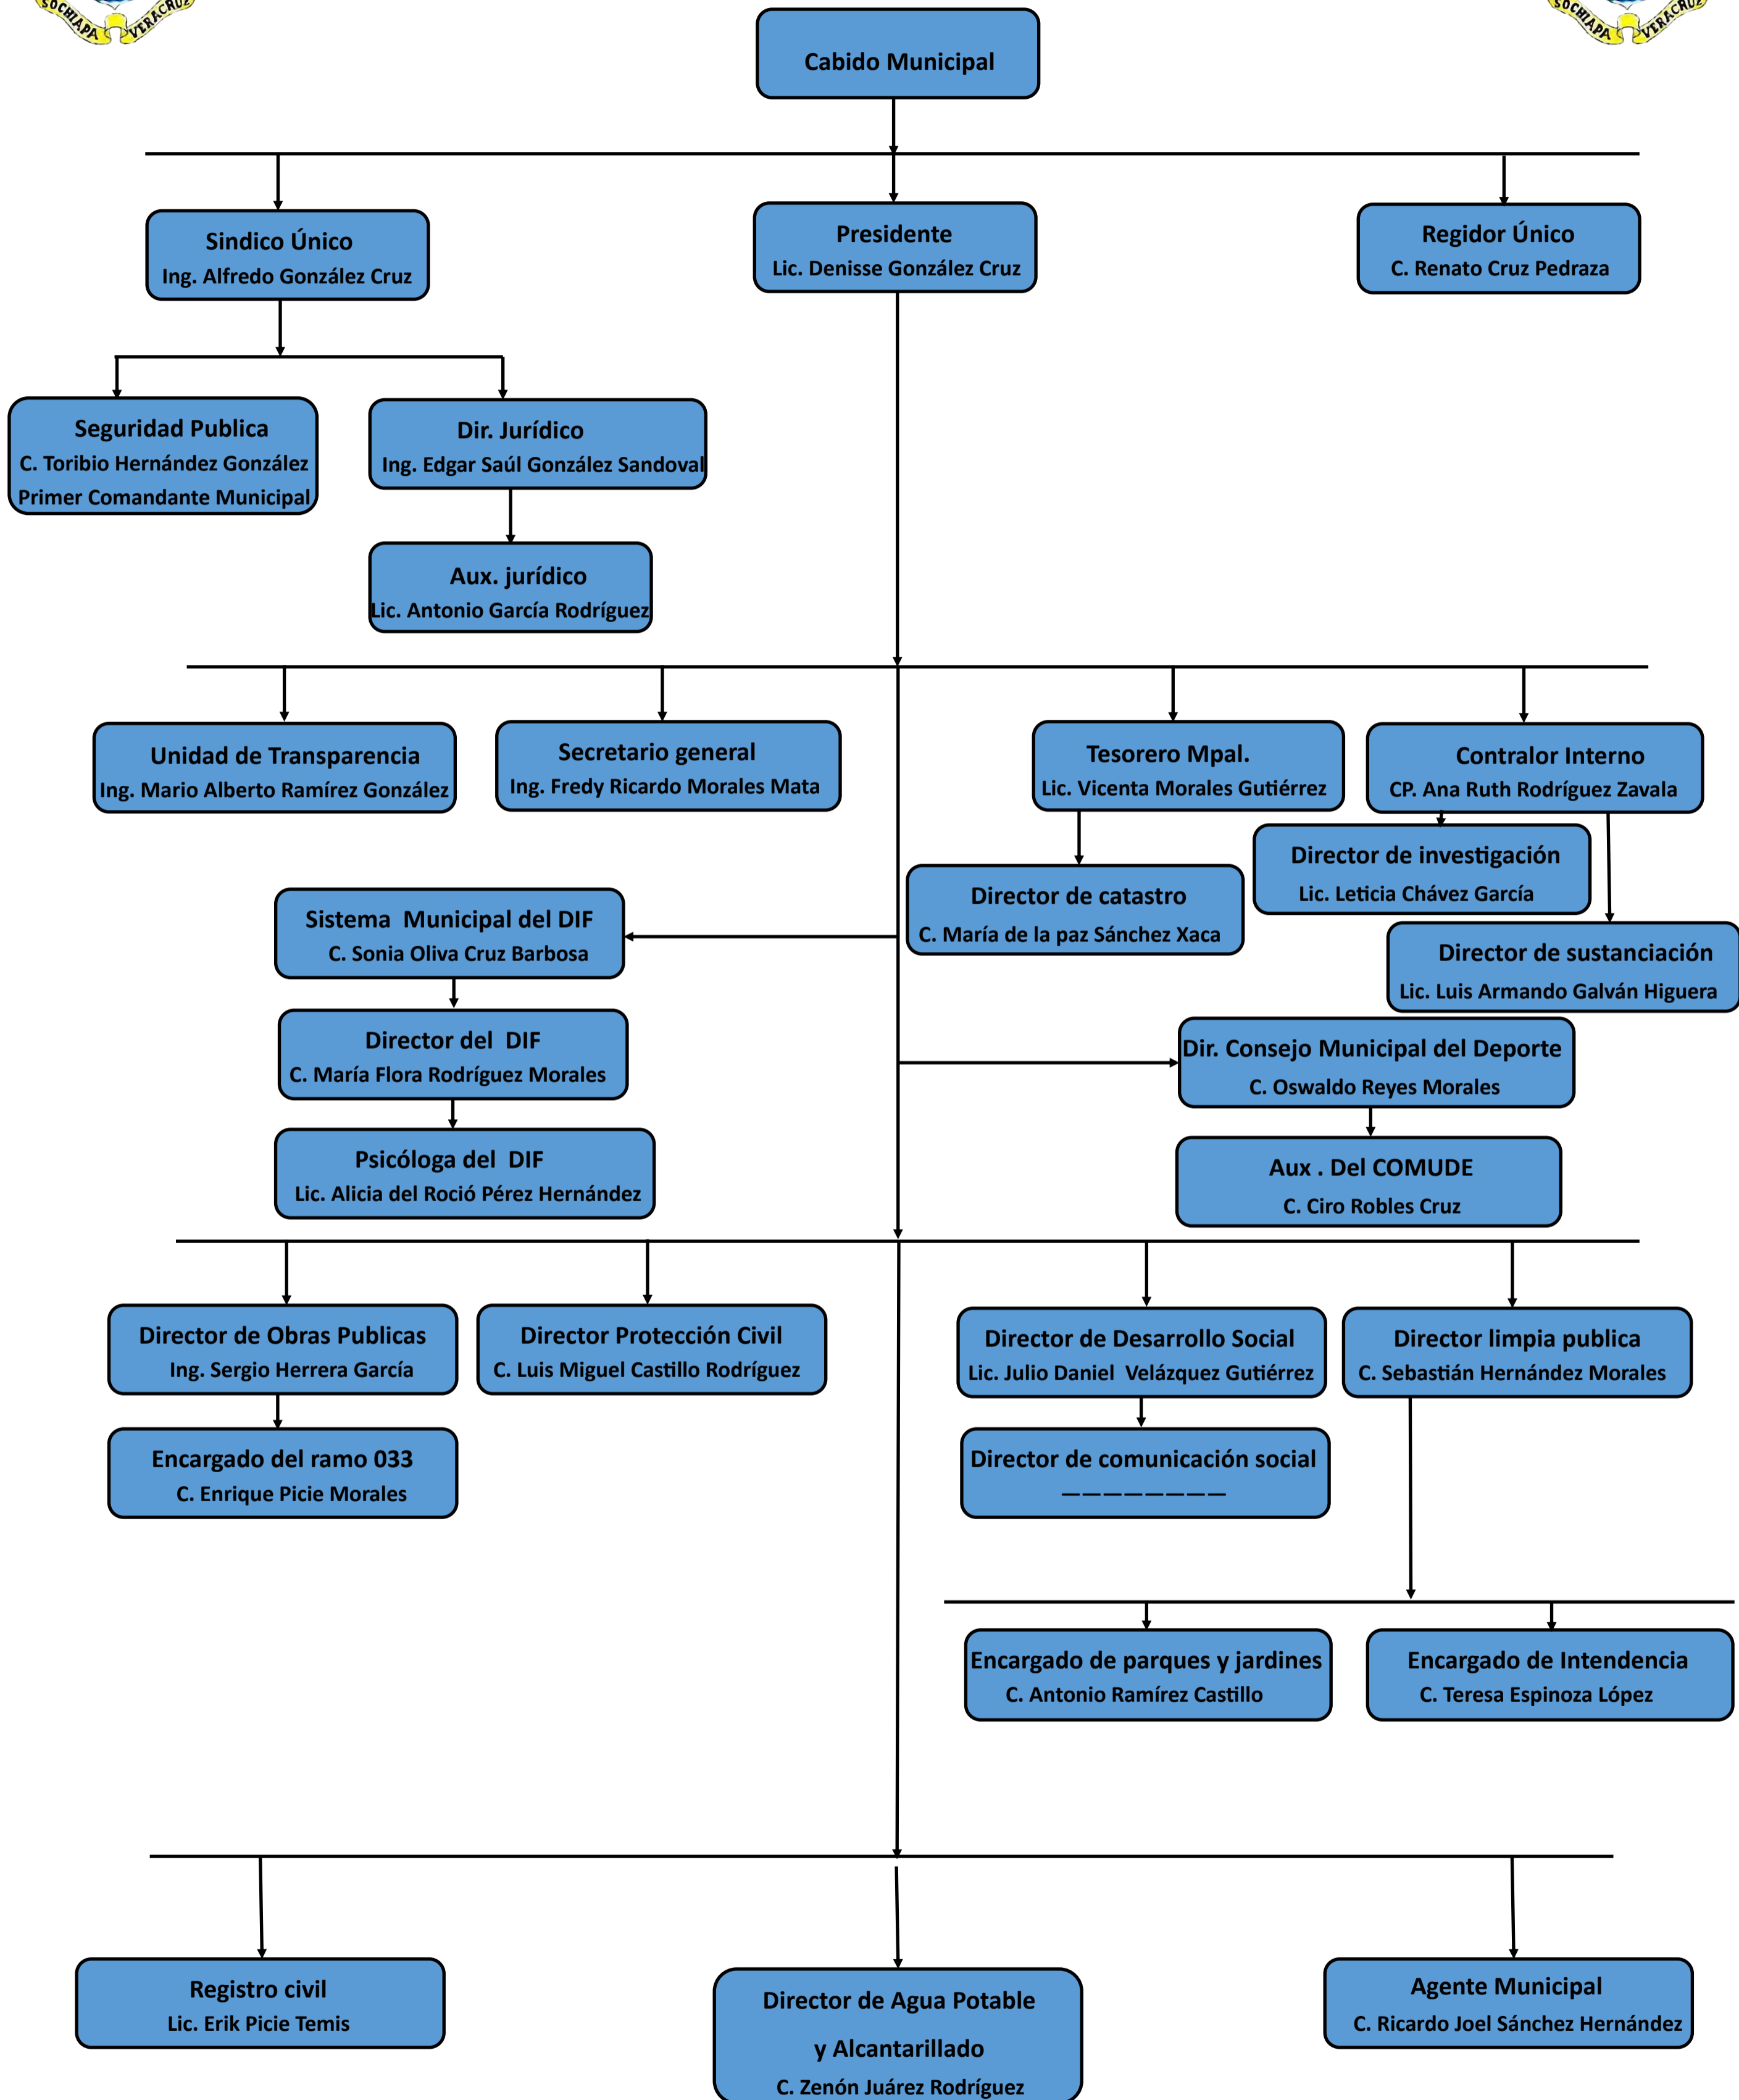 SOCHIAPA VERACRUZ
SOCHIAPA VERACRUZ
Cabido Municipal
Sindico Único
Ing. Alfredo González Cruz
Presidente
Lic. Denisse González Cruz
Regidor Único
C. Renato Cruz Pedraza
Seguridad Publica
C. Toribio Hernández González
Primer Comandante Municipal
Dir. Jurídico
Ing. Edgar Saúl González Sandoval
Aux. jurídico
Lic. Antonio García Rodríguez
Unidad de Transparencia
Ing. Mario Alberto Ramírez González
Secretario general
Ing. Fredy Ricardo Morales Mata
Tesorero Mpal.
Lic. Vicenta Morales Gutiérrez
Contralor Interno
CP. Ana Ruth Rodríguez Zavala
Director de investigación
Lic. Leticia Chávez García
Director de catastro
C. María de la paz Sánchez Xaca
Director de sustanciación
Lic. Luis Armando Galván Higuera
Sistema  Municipal del DIF
C. Sonia Oliva Cruz Barbosa
Director del  DIF
C. María Flora Rodríguez Morales
Psicóloga del  DIF
Lic. Alicia del Roció Pérez Hernández
Dir. Consejo Municipal del Deporte
C. Oswaldo Reyes Morales
Aux . Del COMUDE
C. Ciro Robles Cruz
Director de Obras Publicas
Ing. Sergio Herrera García
Director Protección Civil
C. Luis Miguel Castillo Rodríguez
Director de Desarrollo Social
Lic. Julio Daniel  Velázquez Gutiérrez
Director limpia publica
C. Sebastián Hernández Morales
Encargado del ramo 033
C. Enrique Picie Morales
Director de comunicación social
————————
Encargado de parques y jardines
C. Antonio Ramírez Castillo
Encargado de Intendencia
C. Teresa Espinoza López
Registro civil
Lic. Erik Picie Temis
Director de Agua Potable
y Alcantarillado
C. Zenón Juárez Rodríguez
Agente Municipal
C. Ricardo Joel Sánchez Hernández